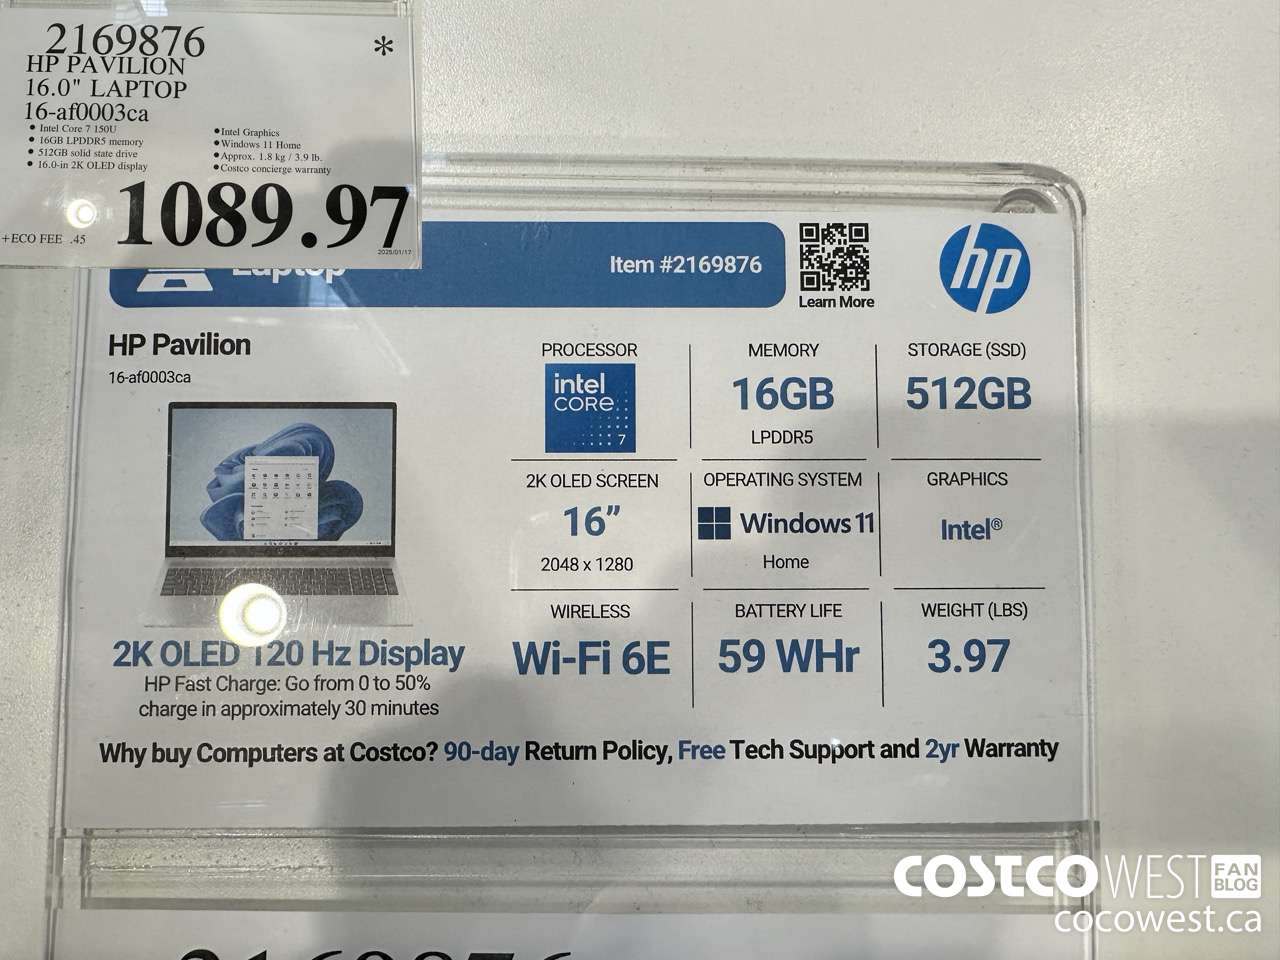 2169876 *
HP PAVILION
16.0" LAPTOP
16-af0003ca
• Intel Core 7 150U
• 16GB LPDDR5 memory
• 512GB solid state drive
• 16.0-in 2K OLED display
• Intel Graphics
• Windows 11 Home
• Approx. 1.8 kg / 3.9 lb.
• Costco concierge warranty
1089.97
+ECO FEE .45
2025/01/17
Laptop
Item #2169876
Learn More
hp
HP Pavilion
16-af0003ca
2K OLED 120 Hz Display
HP Fast Charge: Go from 0 to 50%
charge in approximately 30 minutes
PROCESSOR
intel
CORE
7
MEMORY
16GB
LPDDR5
STORAGE (SSD)
512GB
2K OLED SCREEN
16”
2048 x 1280
OPERATING SYSTEM
Windows 11
Home
GRAPHICS
Intel®
WIRELESS
Wi-Fi 6E
BATTERY LIFE
59 WHr
WEIGHT (LBS)
3.97
Why buy Computers at Costco? 90-day Return Policy, Free Tech Support and 2yr Warranty
2169876
COSTCO WEST FAN BLOG
cocowest.ca